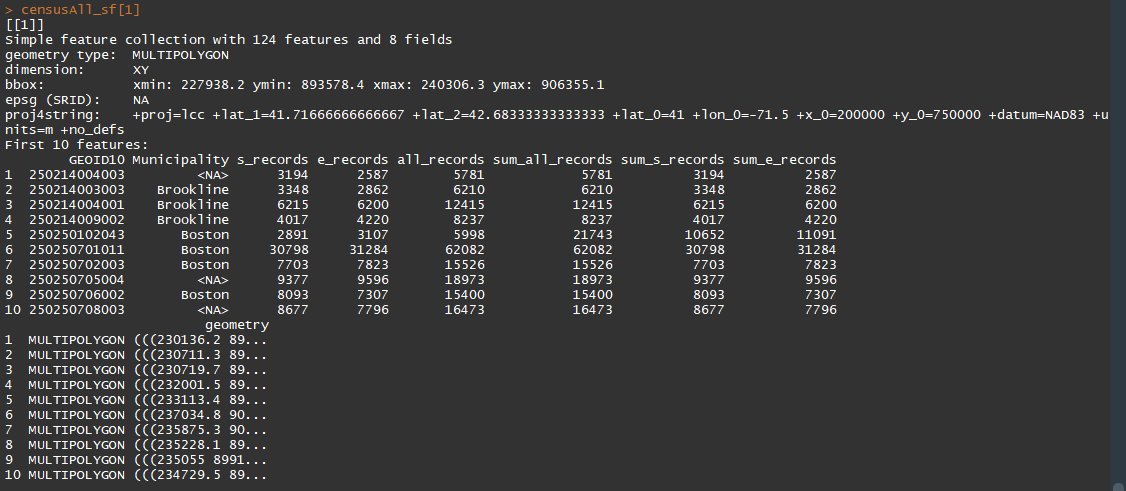 > censusAll_sf[1]
[[1]]
Simple feature collection with 124 features and 8 fields
geometry type:  MULTIPOLYGON
dimension:      XY
bbox:           xmin: 227938.2 ymin: 893578.4 xmax: 240306.3 ymax: 906355.1
epsg (SRID):    NA
proj4string:    +proj=lcc +lat_1=41.71666666666667 +lat_2=42.68333333333333 +lat_0=41 +lon_0=-71.5 +x_0=200000 +y_0=750000 +datum=NAD83 +u
nits=m +no_defs
First 10 features:
        GEOID10 Municipality s_records e_records all_records sum_all_records sum_s_records sum_e_records
1  250214004003         <NA>      3194      2587        5781            5781          3194          2587
2  250214003003    Brookline      3348      2862        6210            6210          3348          2862
3  250214004001    Brookline      6215      6200       12415           12415          6215          6200
4  250214009002    Brookline      4017      4220        8237            8237          4017          4220
5  250250102043       Boston      2891      3107        5998           21743         10652         11091
6  250250701011       Boston     30798     31284       62082           62082         30798         31284
7  250250702003       Boston      7703      7823       15526           15526          7703          7823
8  250250705004         <NA>      9377      9596       18973           18973          9377          9596
9  250250706002       Boston      8093      7307       15400           15400          8093          7307
10 250250708003         <NA>      8677      7796       16473           16473          8677          7796
                         geometry
1  MULTIPOLYGON (((230136.2 89...
2  MULTIPOLYGON (((230711.3 89...
3  MULTIPOLYGON (((230719.7 89...
4  MULTIPOLYGON (((232001.5 89...
5  MULTIPOLYGON (((233113.4 89...
6  MULTIPOLYGON (((237034.8 90...
7  MULTIPOLYGON (((235875.3 90...
8  MULTIPOLYGON (((235228.1 89...
9  MULTIPOLYGON (((235055 8991...
10 MULTIPOLYGON (((234729.5 89...